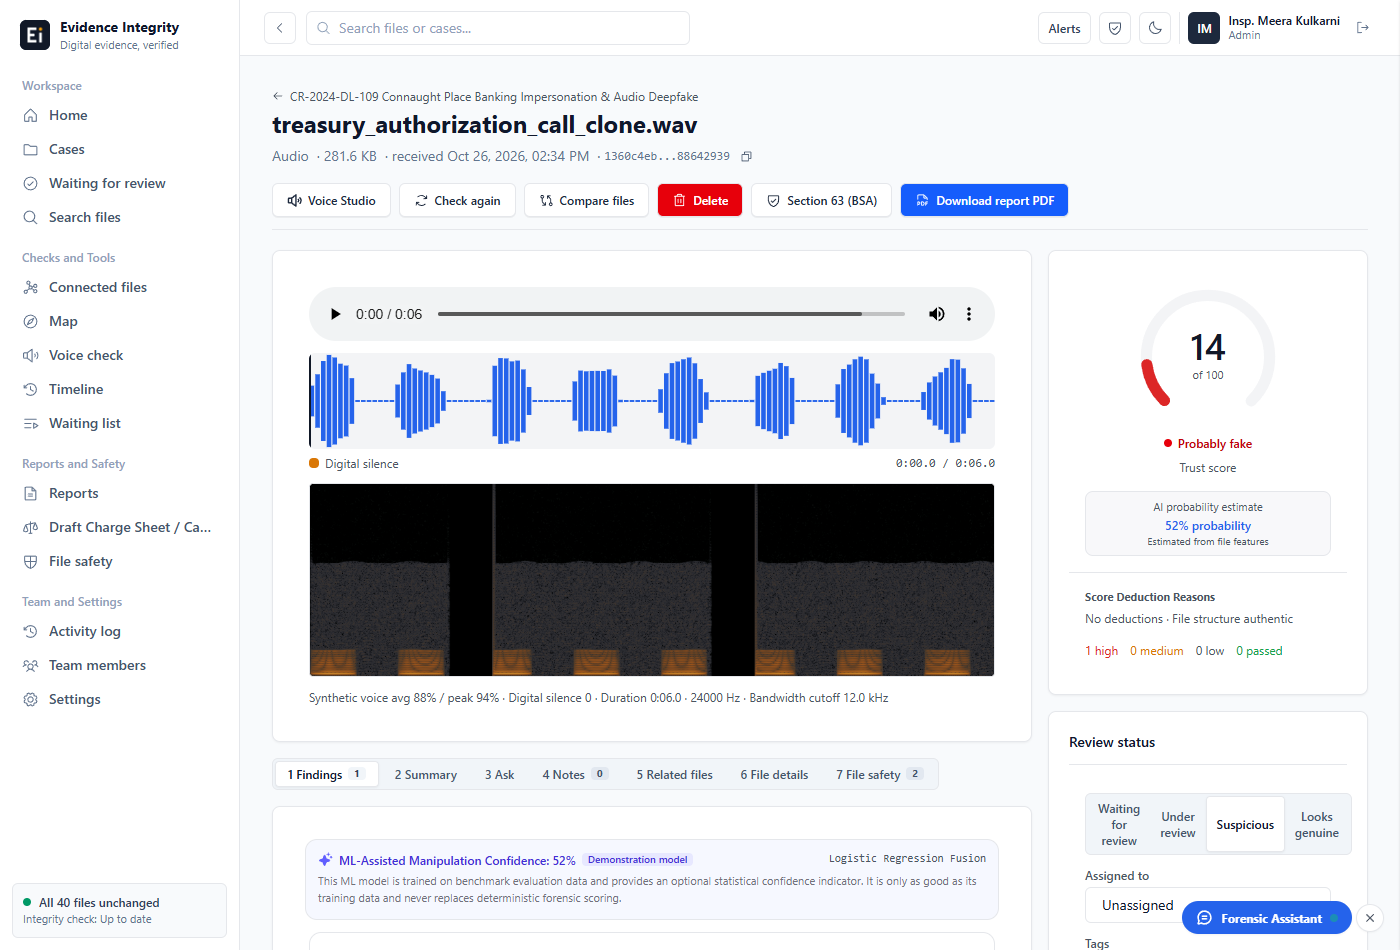 Ei
Evidence Integrity
Digital evidence, verified
Workspace
Home
Cases
Waiting for review
Search files
Checks and Tools
Connected files
Map
Voice check
Timeline
Waiting list
Reports and Safety
Reports
Draft Charge Sheet / Ca...
File safety
Team and Settings
Activity log
Team members
Settings
All 40 files unchanged
Integrity check: Up to date
Search files or cases...
Alerts
IM
Insp. Meera Kulkarni
Admin
← CR-2024-DL-109 Connaught Place Banking Impersonation & Audio Deepfake
treasury_authorization_call_clone.wav
Audio · 281.6 KB · received Oct 26, 2026, 02:34 PM · 1360c4eb...88642939
Voice Studio
Check again
Compare files
Delete
Section 63 (BSA)
PDF Download report PDF
0:00 / 0:06
Digital silence
0:00.0 / 0:06.0
Synthetic voice avg 88% / peak 94% · Digital silence 0 · Duration 0:06.0 · 24000 Hz · Bandwidth cutoff 12.0 kHz
1 Findings 1
2 Summary
3 Ask
4 Notes 0
5 Related files
6 File details
7 File safety 2
ML-Assisted Manipulation Confidence: 52% Demonstration model
Logistic Regression Fusion
This ML model is trained on benchmark evaluation data and provides an optional statistical confidence indicator. It is only as good as its
training data and never replaces deterministic forensic scoring.
14
of 100
Probably fake
Trust score
AI probability estimate
52% probability
Estimated from file features
Score Deduction Reasons
No deductions · File structure authentic
1 high 0 medium 0 low 0 passed
Review status
Waiting for review
Under review
Suspicious
Looks genuine
Assigned to
Unassigned
Forensic Assistant
Tags